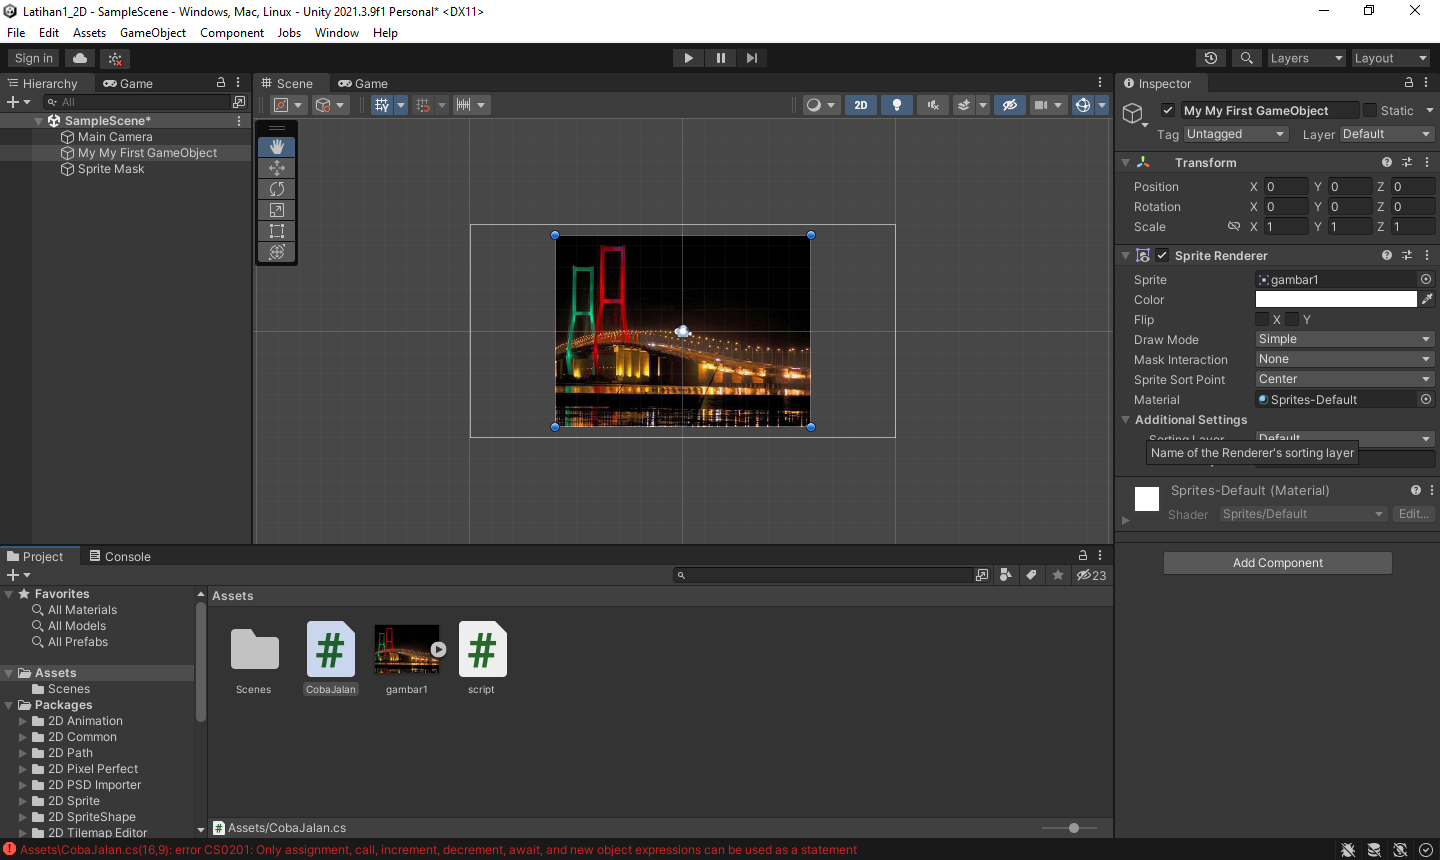 Latihan1_2D - SampleScene - Windows, Mac, Linux - Unity 2021.3.9f1 Personal* <DX11>
File Edit Assets GameObject Component Jobs Window Help
Sign in
Layers
Layout
Hierarchy
Game
All
SampleScene*
Main Camera
My My First GameObject
Sprite Mask
Scene
Game
2D
Inspector
My My First GameObject
Static
Tag Untagged
Layer Default
Transform
Position X 0 Y 0 Z 0
Rotation X 0 Y 0 Z 0
Scale X 1 Y 1 Z 1
Sprite Renderer
Sprite gambar1
Color
Flip X Y
Draw Mode Simple
Mask Interaction None
Sprite Sort Point Center
Material Sprites-Default
Additional Settings
Sorting Layer Default
Name of the Renderer's sorting layer
Sprites-Default (Material)
Shader Sprites/Default Edit...
Add Component
Project
Console
23
Favorites
All Materials
All Models
All Prefabs
Assets
Scenes
Packages
2D Animation
2D Common
2D Path
2D Pixel Perfect
2D PSD Importer
2D Sprite
2D SpriteShape
2D Tilemap Editor
Assets
Scenes
CobaJalan
gambar1
script
Assets/CobaJalan.cs
Assets\CobaJalan.cs(16,9): error CS0201: Only assignment, call, increment, decrement, await, and new object expressions can be used as a statement